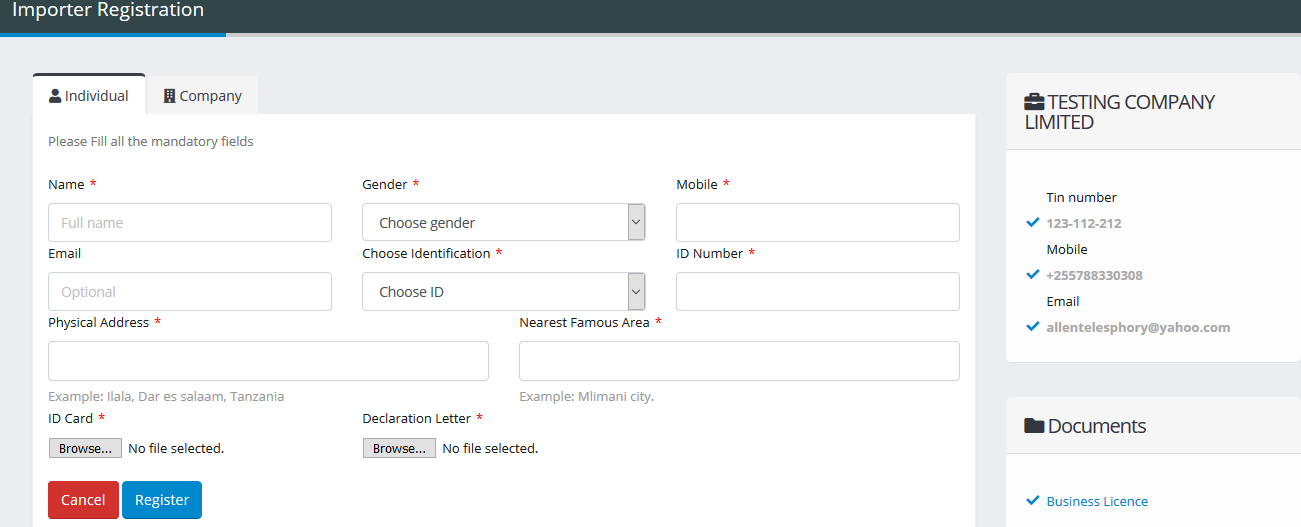 Importer Registration
Individual
Company
Please Fill all the mandatory fields
Name *
Gender *
Mobile *
Full name
Choose gender
Email
Choose Identification *
ID Number *
Optional
Choose ID
Physical Address *
Nearest Famous Area *
Example: Ilala, Dar es salaam, Tanzania
Example: Mlimani city.
ID Card *
Declaration Letter *
Browse... No file selected.
Browse... No file selected.
Cancel
Register
TESTING COMPANY
LIMITED
Tin number
123-112-212
Mobile
+255788330308
Email
allentelesphory@yahoo.com
Documents
Business Licence